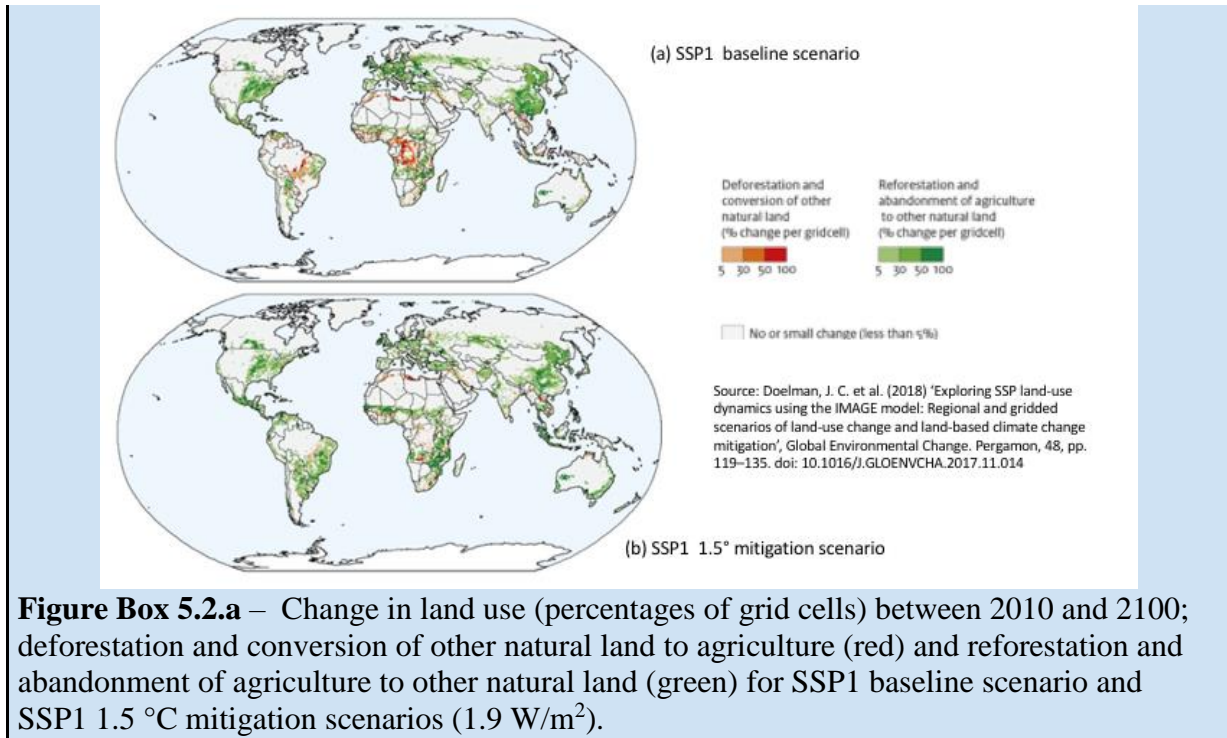 (a) SSP1 baseline scenario
Deforestation and
conversion of other
natural land
(% change per gridcell)
5 30 50 100
Reforestation and
abandonment of agriculture
to other natural land
(% change per gridcell)
5 30 50 100
No or small change (less than 5%)
Source: Doelman, J. C. et al. (2018) ‘Exploring SSP land-use
dynamics using the IMAGE model: Regional and gridded
scenarios of land-use change and land-based climate change
mitigation’, Global Environmental Change. Pergamon, 48, pp.
119–135. doi: 10.1016/J.GLOENVCHA.2017.11.014
(b) SSP1 1.5° mitigation scenario
Figure Box 5.2.a – Change in land use (percentages of grid cells) between 2010 and 2100;
deforestation and conversion of other natural land to agriculture (red) and reforestation and
abandonment of agriculture to other natural land (green) for SSP1 baseline scenario and
SSP1 1.5 °C mitigation scenarios (1.9 W/m²).